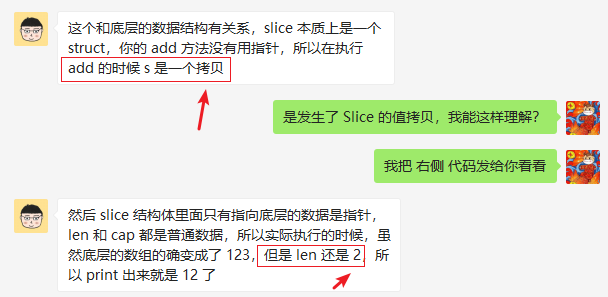 这个和底层的数据结构有关系，slice 本质上是一个
struct，你的 add 方法没有用指针，所以在执行
add 的时候 s 是一个拷贝
是发生了 Slice 的值拷贝，我能这样理解？
我把 右侧 代码发给你看看
然后 slice 结构体里面只有指向底层的数据是指针，
len 和 cap 都是普通数据，所以实际执行的时候，虽
然底层的数组的确变成了 123，但是 len 还是 2，所
以 print 出来就是 12 了